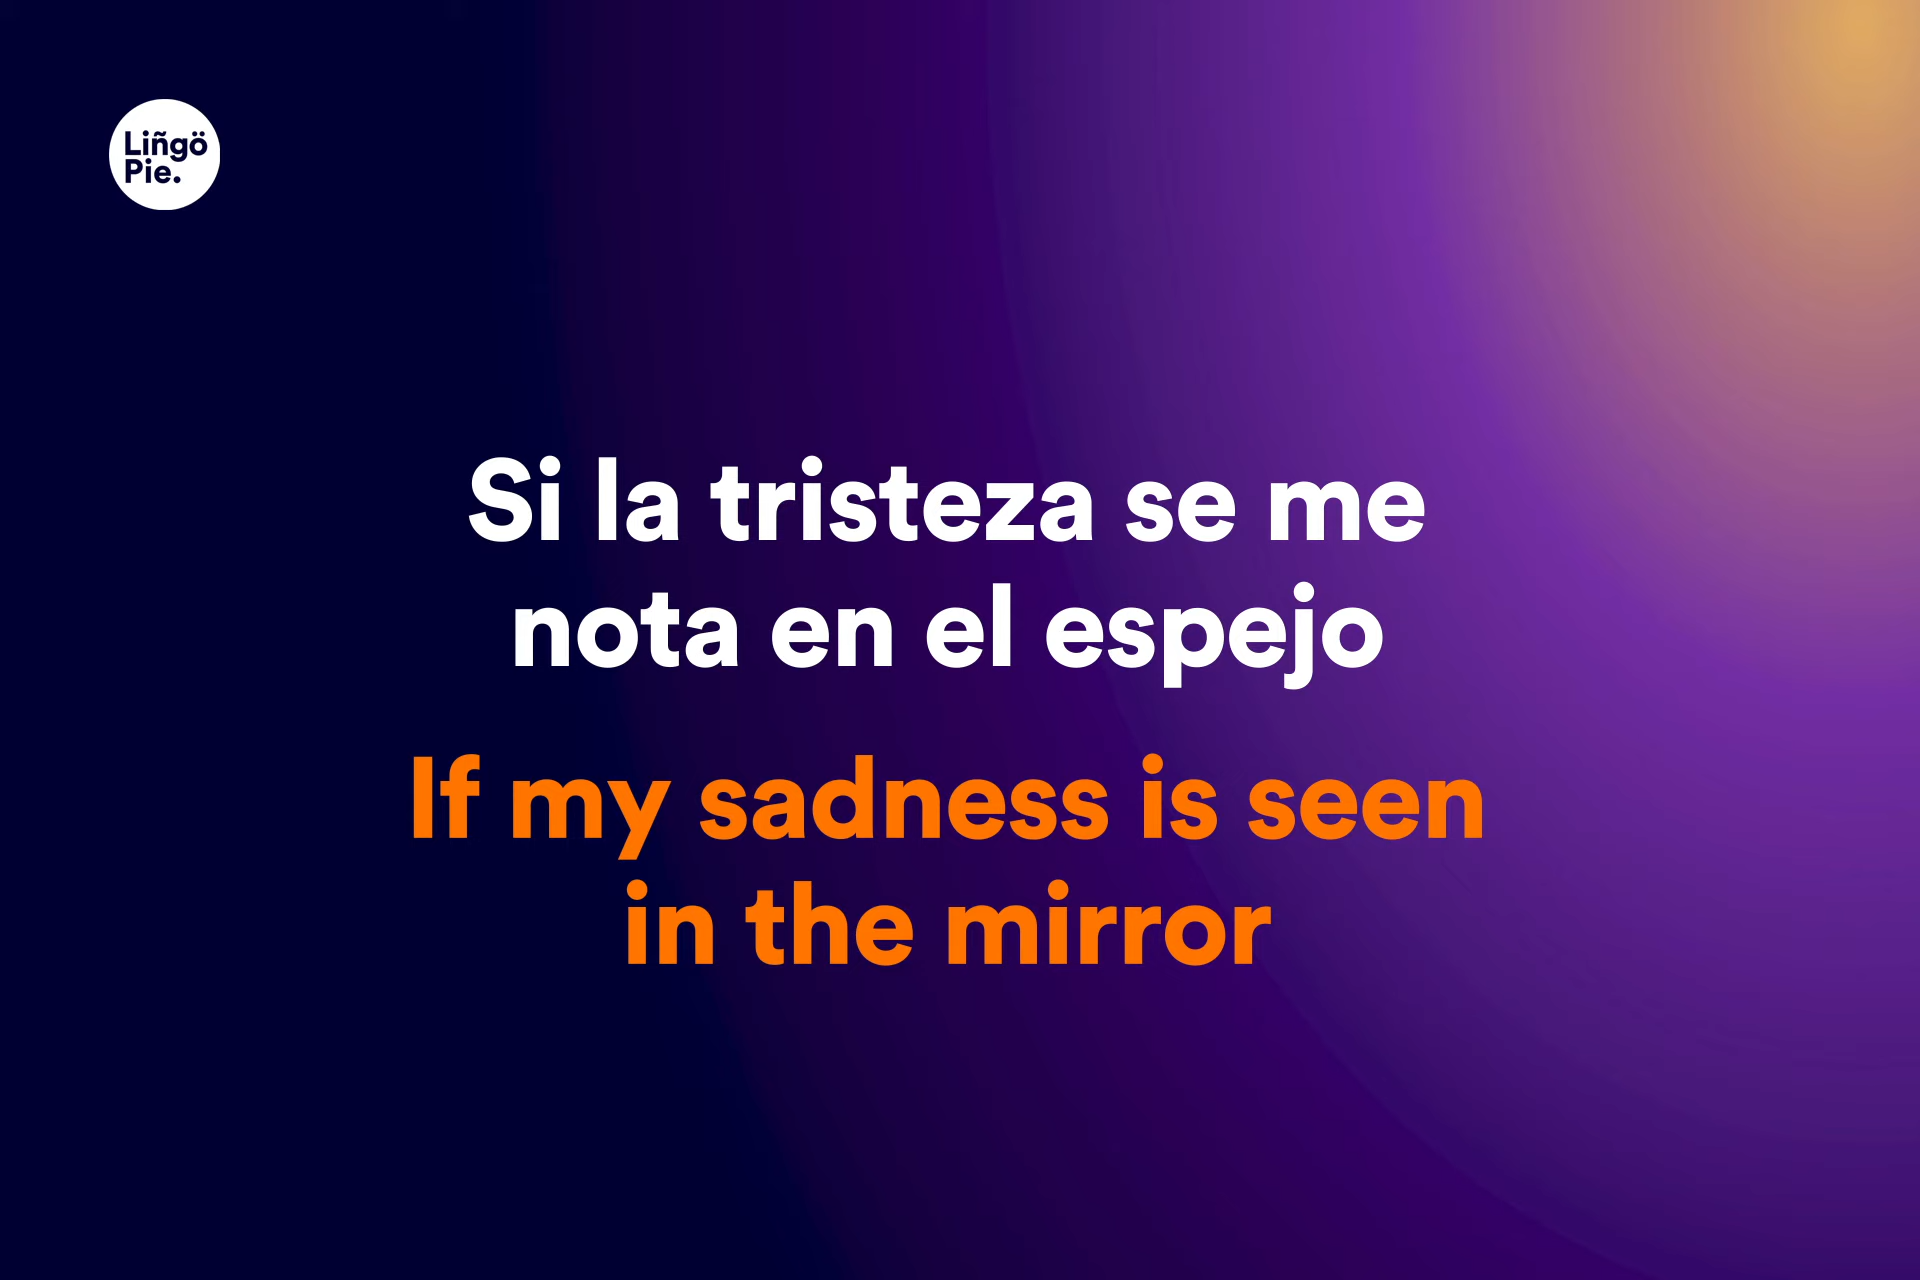 Liñgö
Pie.
Si la tristeza se me
nota en el espejo
If my sadness is seen
in the mirror